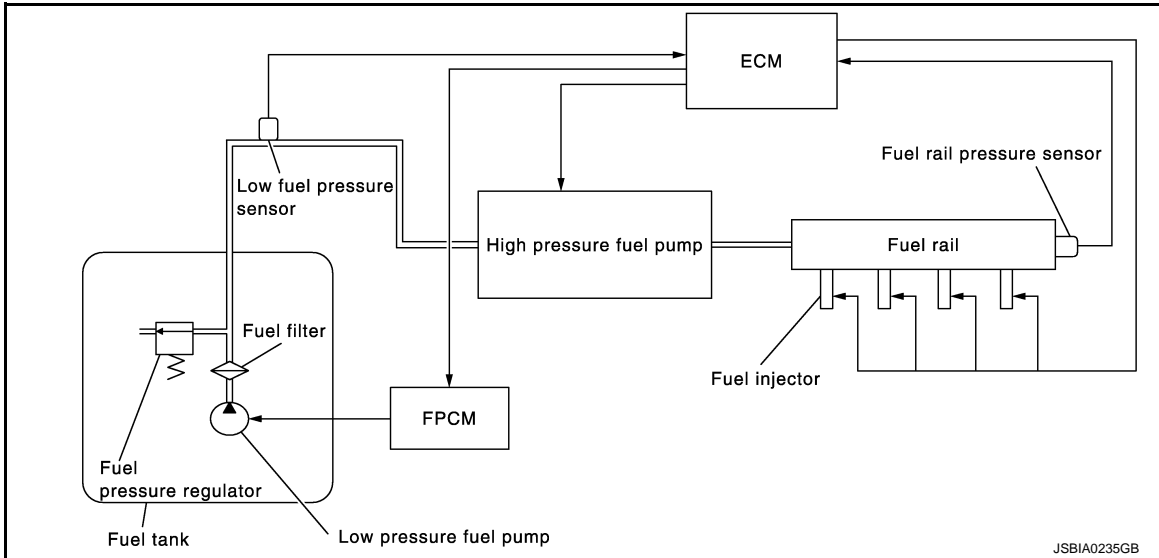 ECM
Fuel rail pressure sensor
Low fuel pressure
sensor
High pressure fuel pump
Fuel rail
Fuel filter
Fuel injector
FPCM
Fuel
pressure regulator
Low pressure fuel pump
Fuel tank
JSBIA0235GB